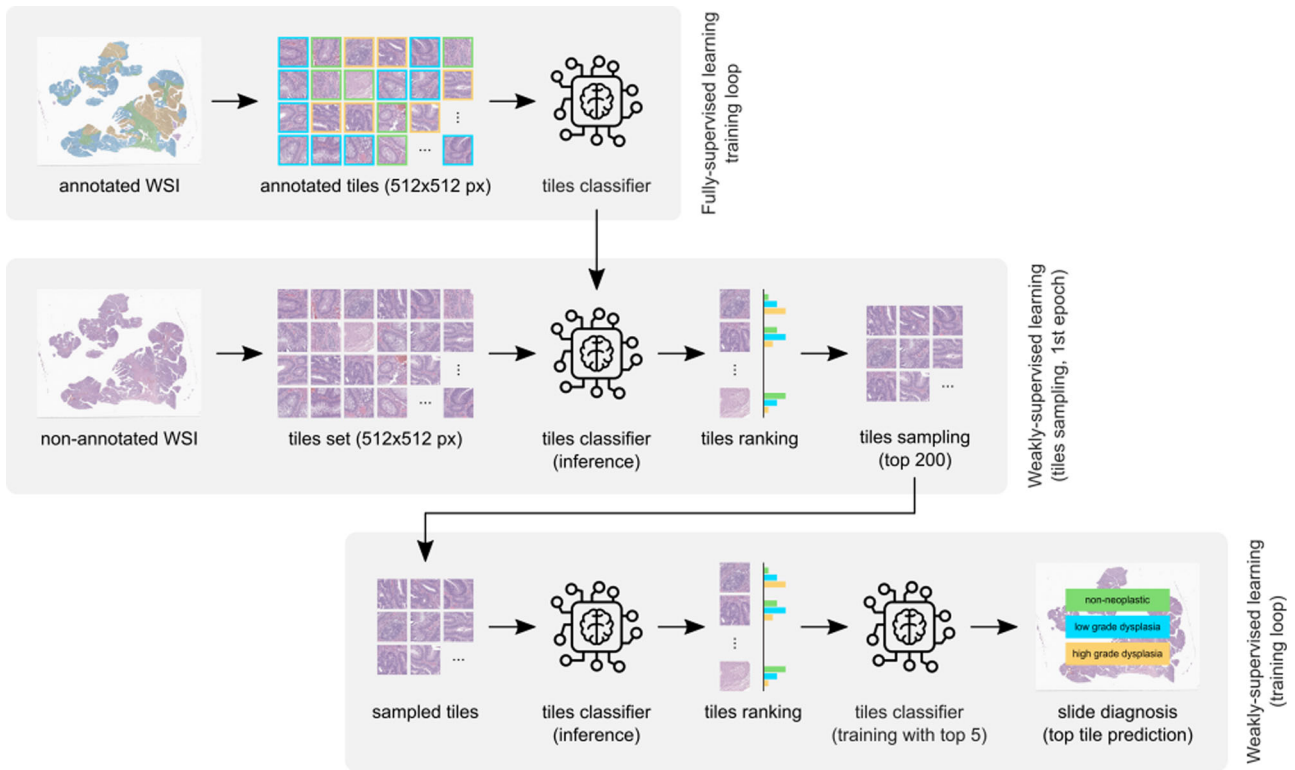 annotated WSI
annotated tiles (512x512 px)
tiles classifier
Fully-supervised learning
training loop
non-annotated WSI
tiles set (512x512 px)
tiles classifier
(inference)
tiles ranking
tiles sampling
(top 200)
Weakly-supervised learning
(tiles sampling, 1st epoch)
sampled tiles
tiles classifier
(inference)
tiles ranking
tiles classifier
(training with top 5)
non-neoplastic
low grade dysplasia
high grade dysplasia
slide diagnosis
(top tile prediction)
Weakly-supervised learning
(training loop)